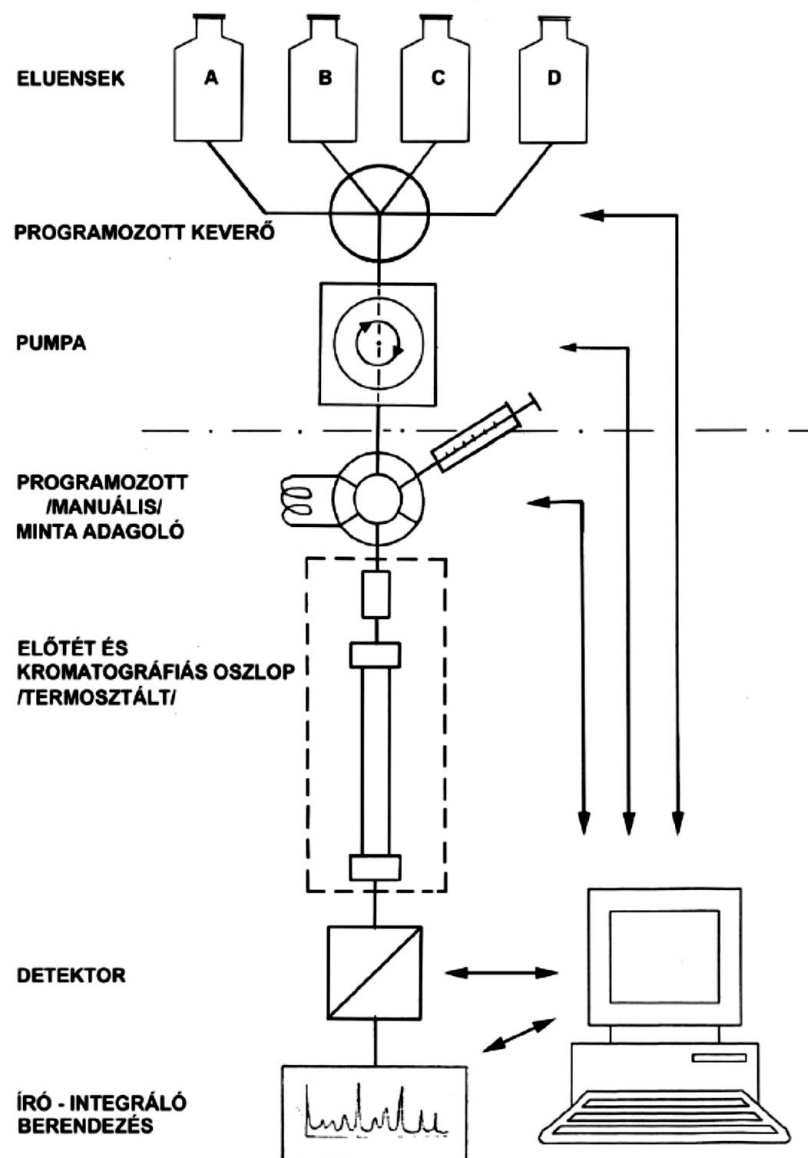 ELUENSEK
A
B
C
D
PROGRAMOZOTT KEVERŐ
PUMPA
PROGRAMOZOTT
/MANUÁLIS/
MINTA ADAGOLÓ
ELŐTÉT ÉS
KROMATOGRÁFIÁS OSZLOP
/TERMOSZTÁLT/
DETEKTOR
ÍRÓ - INTEGRÁLÓ
BERENDEZÉS